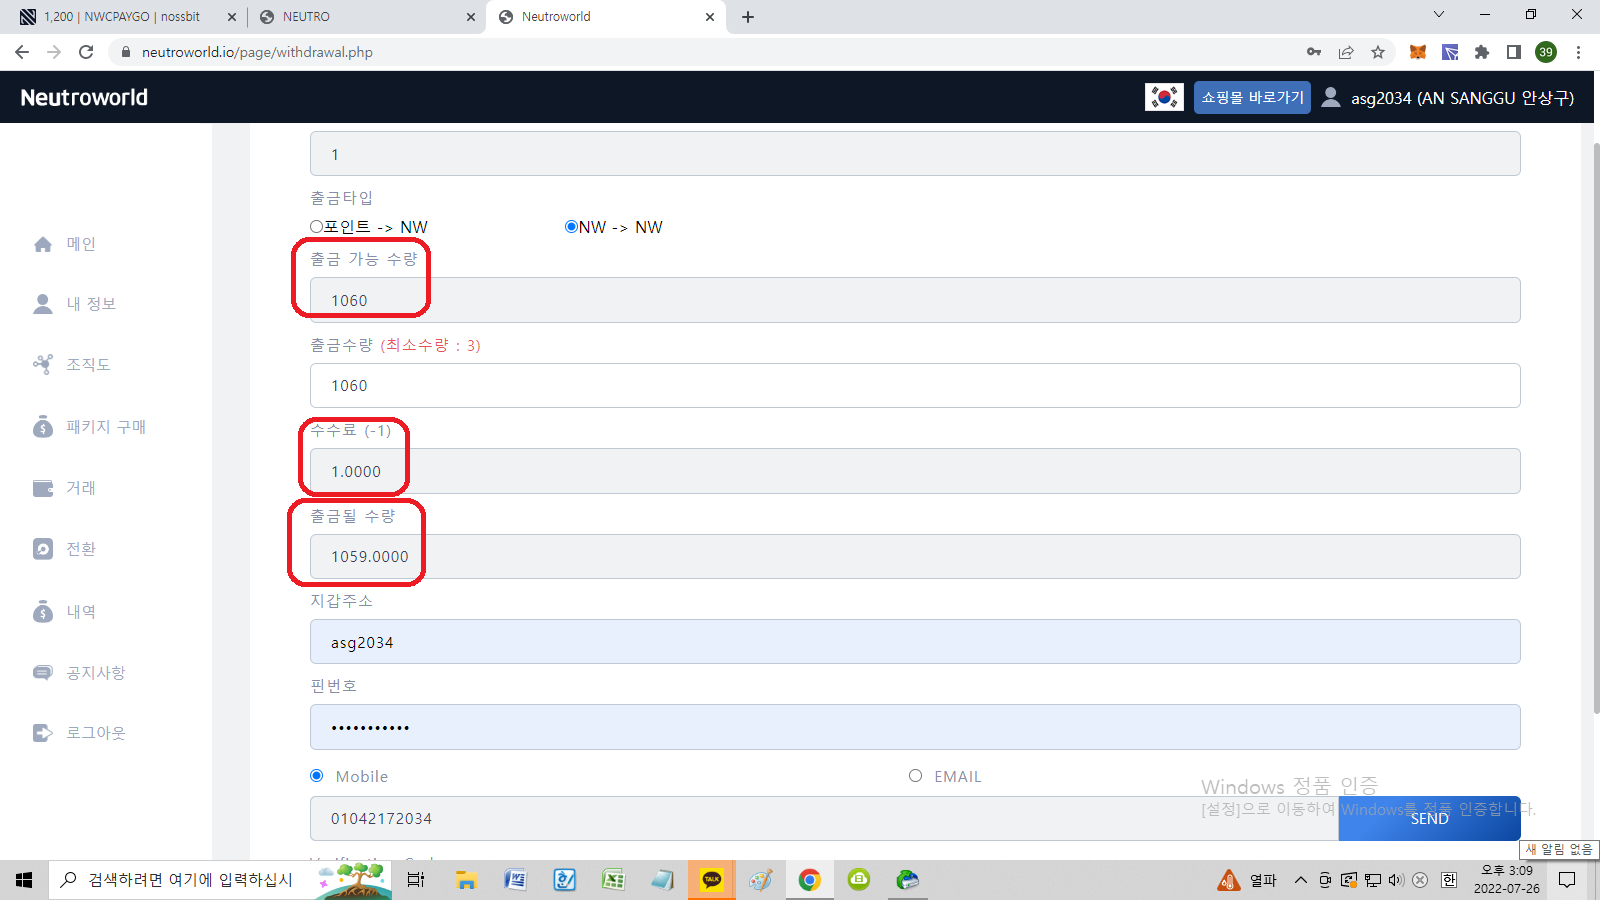 1,200 | NWCPAYGO | nossbit
NEUTRO
Neutroworld
neutroworld.io/page/withdrawal.php
39
Neutroworld
쇼핑몰 바로가기
asg2034 (AN SANGGU 안상구)
메인
내 정보
조직도
패키지 구매
거래
전환
내역
공지사항
로그아웃
1
출금타입
포인트 -> NW
NW -> NW
출금 가능 수량
1060
출금수량 (최소수량 : 3)
1060
수수료 (-1)
1.0000
출금될 수량
1059.0000
지갑주소
asg2034
핀번호
•••••••••••
Mobile
EMAIL
01042172034
SEND
Windows 정품 인증
[설정]으로 이동하여 Windows를 정품 인증합니다.
새 알림 없음
검색하려면 여기에 입력하십시
TALK
열파
한
오후 3:09
2022-07-26